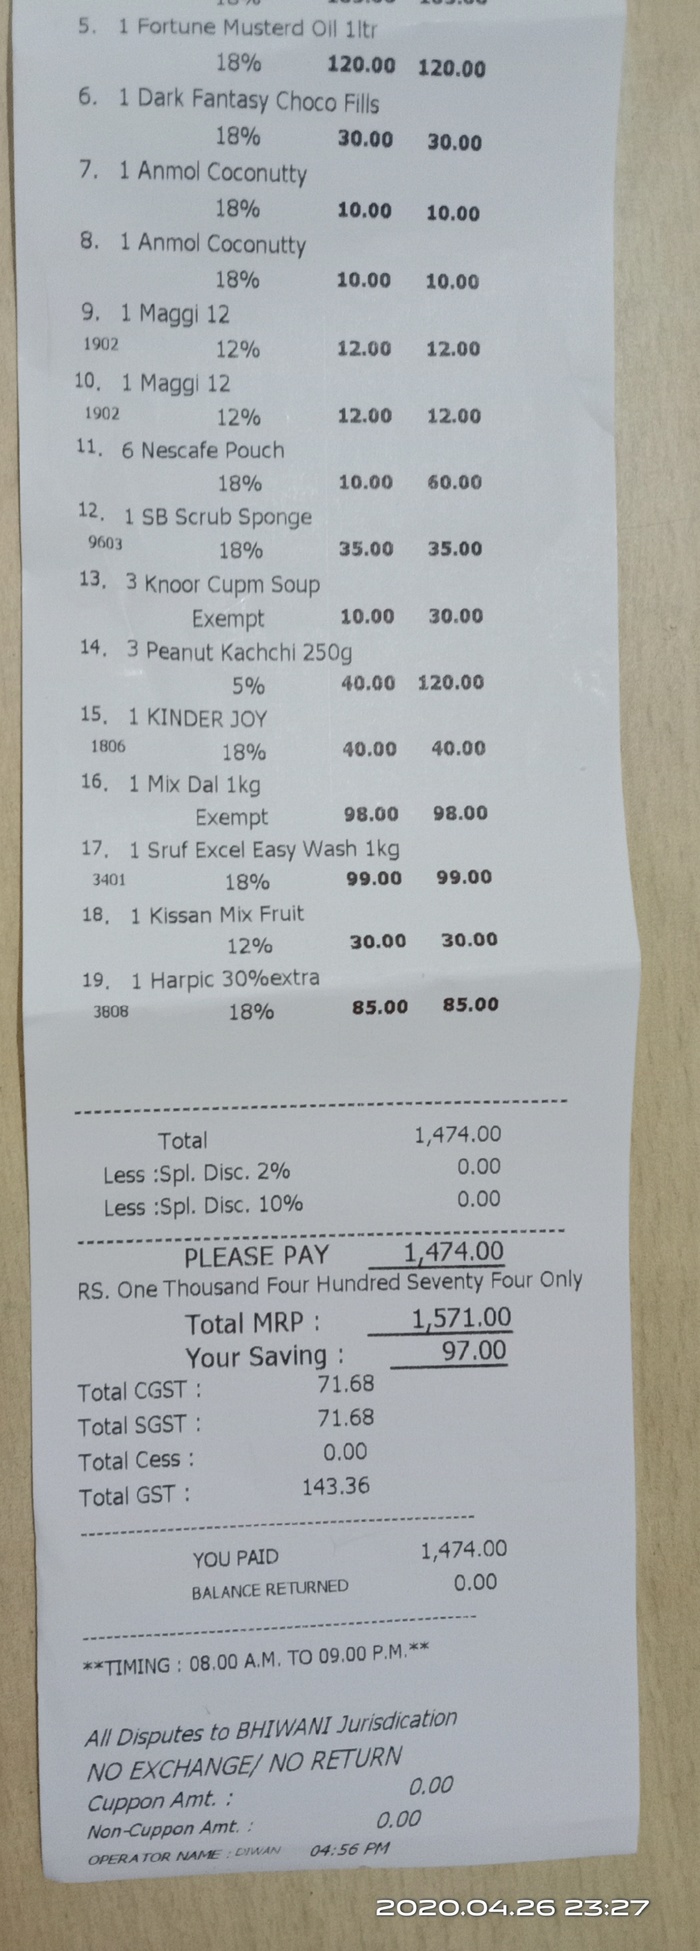 5. 1 Fortune Musterd Oil 1ltr
18% 120.00 120.00
6. 1 Dark Fantasy Choco Fills
18% 30.00 30.00
7. 1 Anmol Coconutty
18% 10.00 10.00
8. 1 Anmol Coconutty
18% 10.00 10.00
9. 1 Maggi 12
1902 12% 12.00 12.00
10. 1 Maggi 12
1902 12% 12.00 12.00
11. 6 Nescafe Pouch
18% 10.00 60.00
12. 1 SB Scrub Sponge
9603 18% 35.00 35.00
13. 3 Knoor Cupm Soup
Exempt 10.00 30.00
14. 3 Peanut Kachchi 250g
5% 40.00 120.00
15. 1 KINDER JOY
1806 18% 40.00 40.00
16. 1 Mix Dal 1kg
Exempt 98.00 98.00
17. 1 Sruf Excel Easy Wash 1kg
3401 18% 99.00 99.00
18. 1 Kissan Mix Fruit
12% 30.00 30.00
19. 1 Harpic 30%extra
3808 18% 85.00 85.00
Total 1,474.00
Less :Spl. Disc. 2% 0.00
Less :Spl. Disc. 10% 0.00
PLEASE PAY 1,474.00
RS. One Thousand Four Hundred Seventy Four Only
Total MRP : 1,571.00
Your Saving : 97.00
Total CGST : 71.68
Total SGST : 71.68
Total Cess : 0.00
Total GST : 143.36
YOU PAID 1,474.00
BALANCE RETURNED 0.00
**TIMING : 08.00 A.M. TO 09.00 P.M.**
All Disputes to BHIWANI Jurisdication
NO EXCHANGE/ NO RETURN
Cuppon Amt. : 0.00
Non-Cuppon Amt. : 0.00
OPERATOR NAME : DIWAN 04:56 PM
2020.04.26 23:27